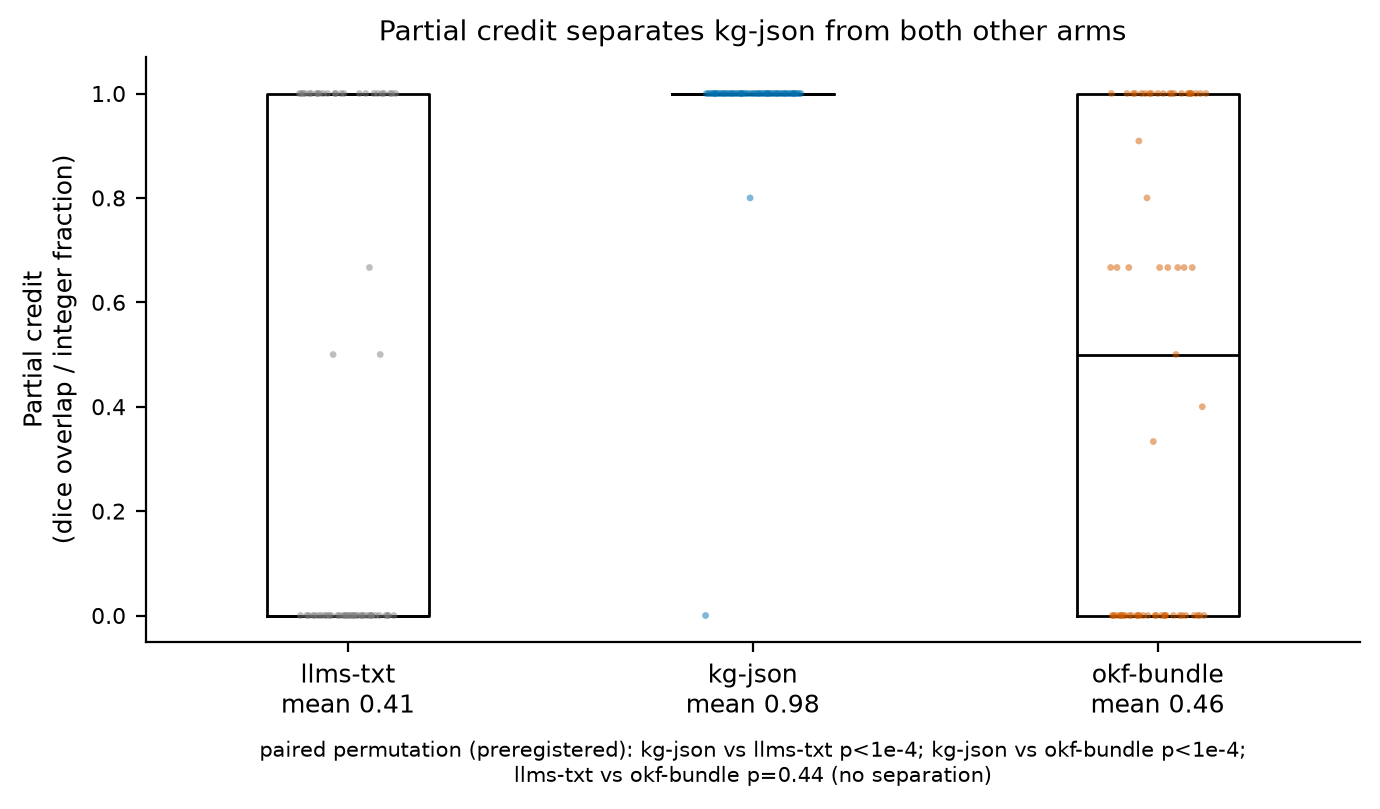 Partial credit separates kg-json from both other arms
Partial credit
(dice overlap / integer fraction)
1.0
0.8
0.6
0.4
0.2
0.0
llms-txt
mean 0.41
kg-json
mean 0.98
okf-bundle
mean 0.46
paired permutation (preregistered): kg-json vs llms-txt p<1e-4; kg-json vs okf-bundle p<1e-4;
llms-txt vs okf-bundle p=0.44 (no separation)